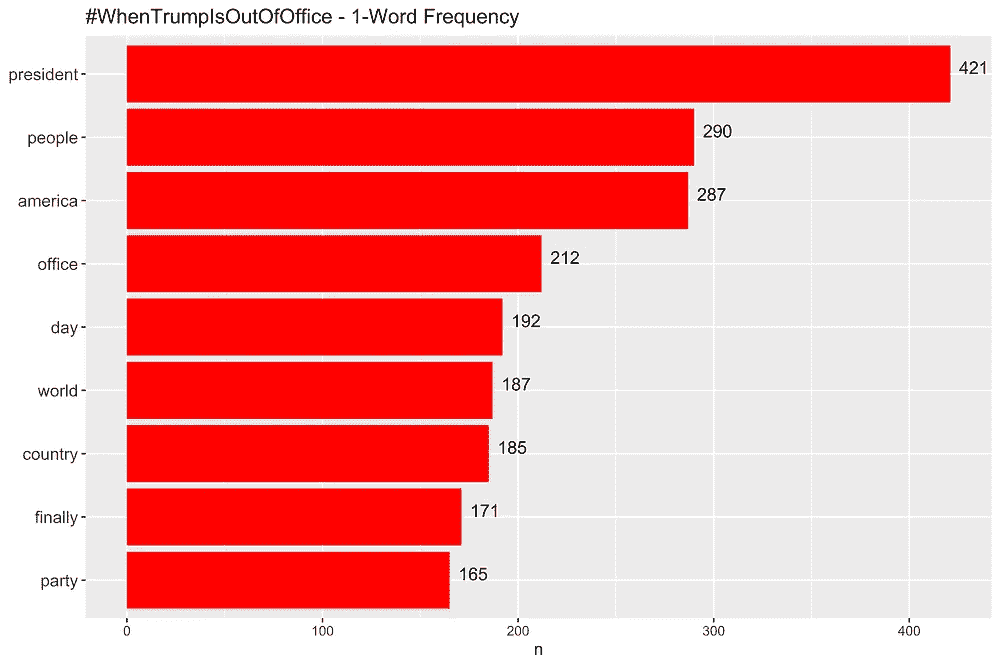 #WhenTrumpIsOutOfOffice - 1-Word Frequency
president 421
people 290
america 287
office 212
day 192
world 187
country 185
finally 171
party 165
0 100 200 300 400
n